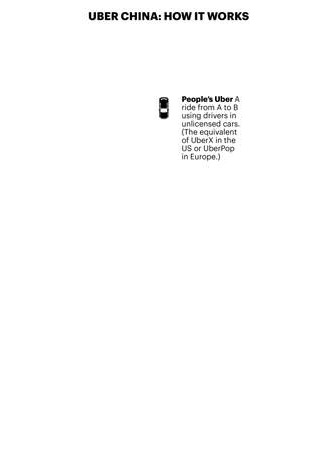 UBER CHINA: HOW IT WORKS
People's Uber A
ride from A to B
using drivers in
unlicensed cars.
(The equivalent
of UberX in the
US or UberPop
in Europe.)